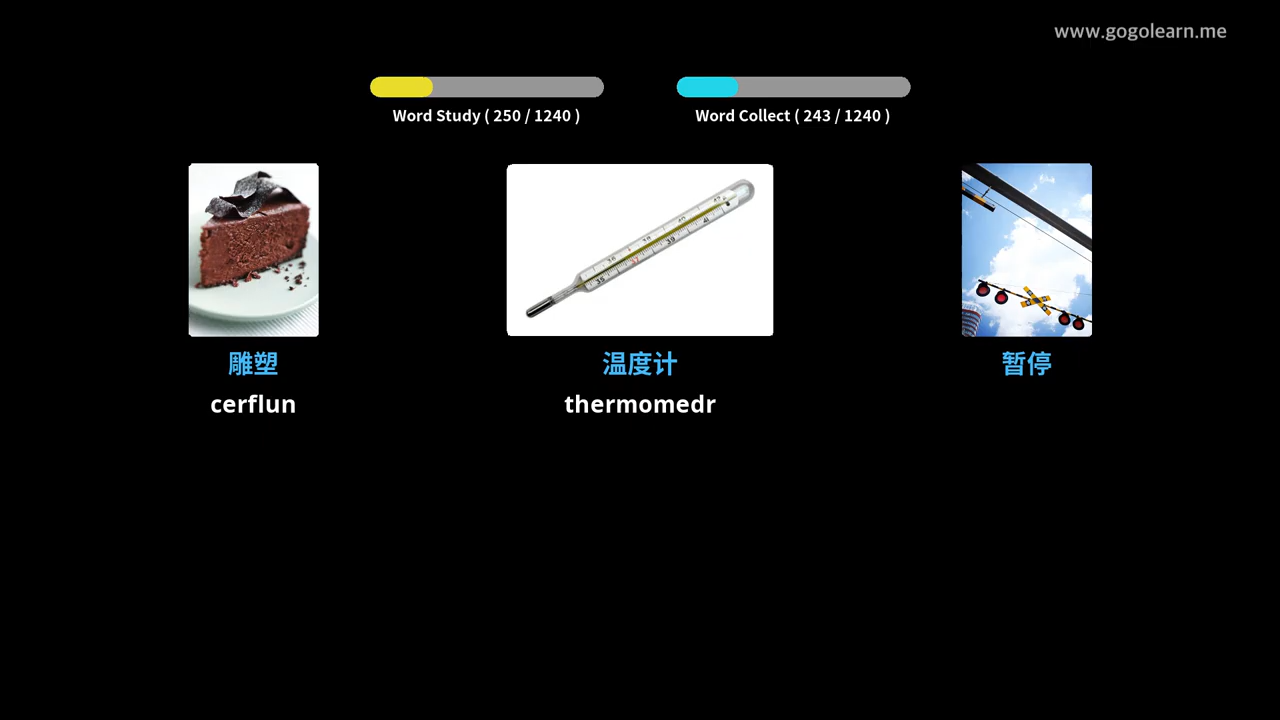 www.gogolearn.me
Word Study ( 250 / 1240 )
Word Collect ( 243 / 1240 )
雕塑
温度计
暂停
cerflun
thermomedr